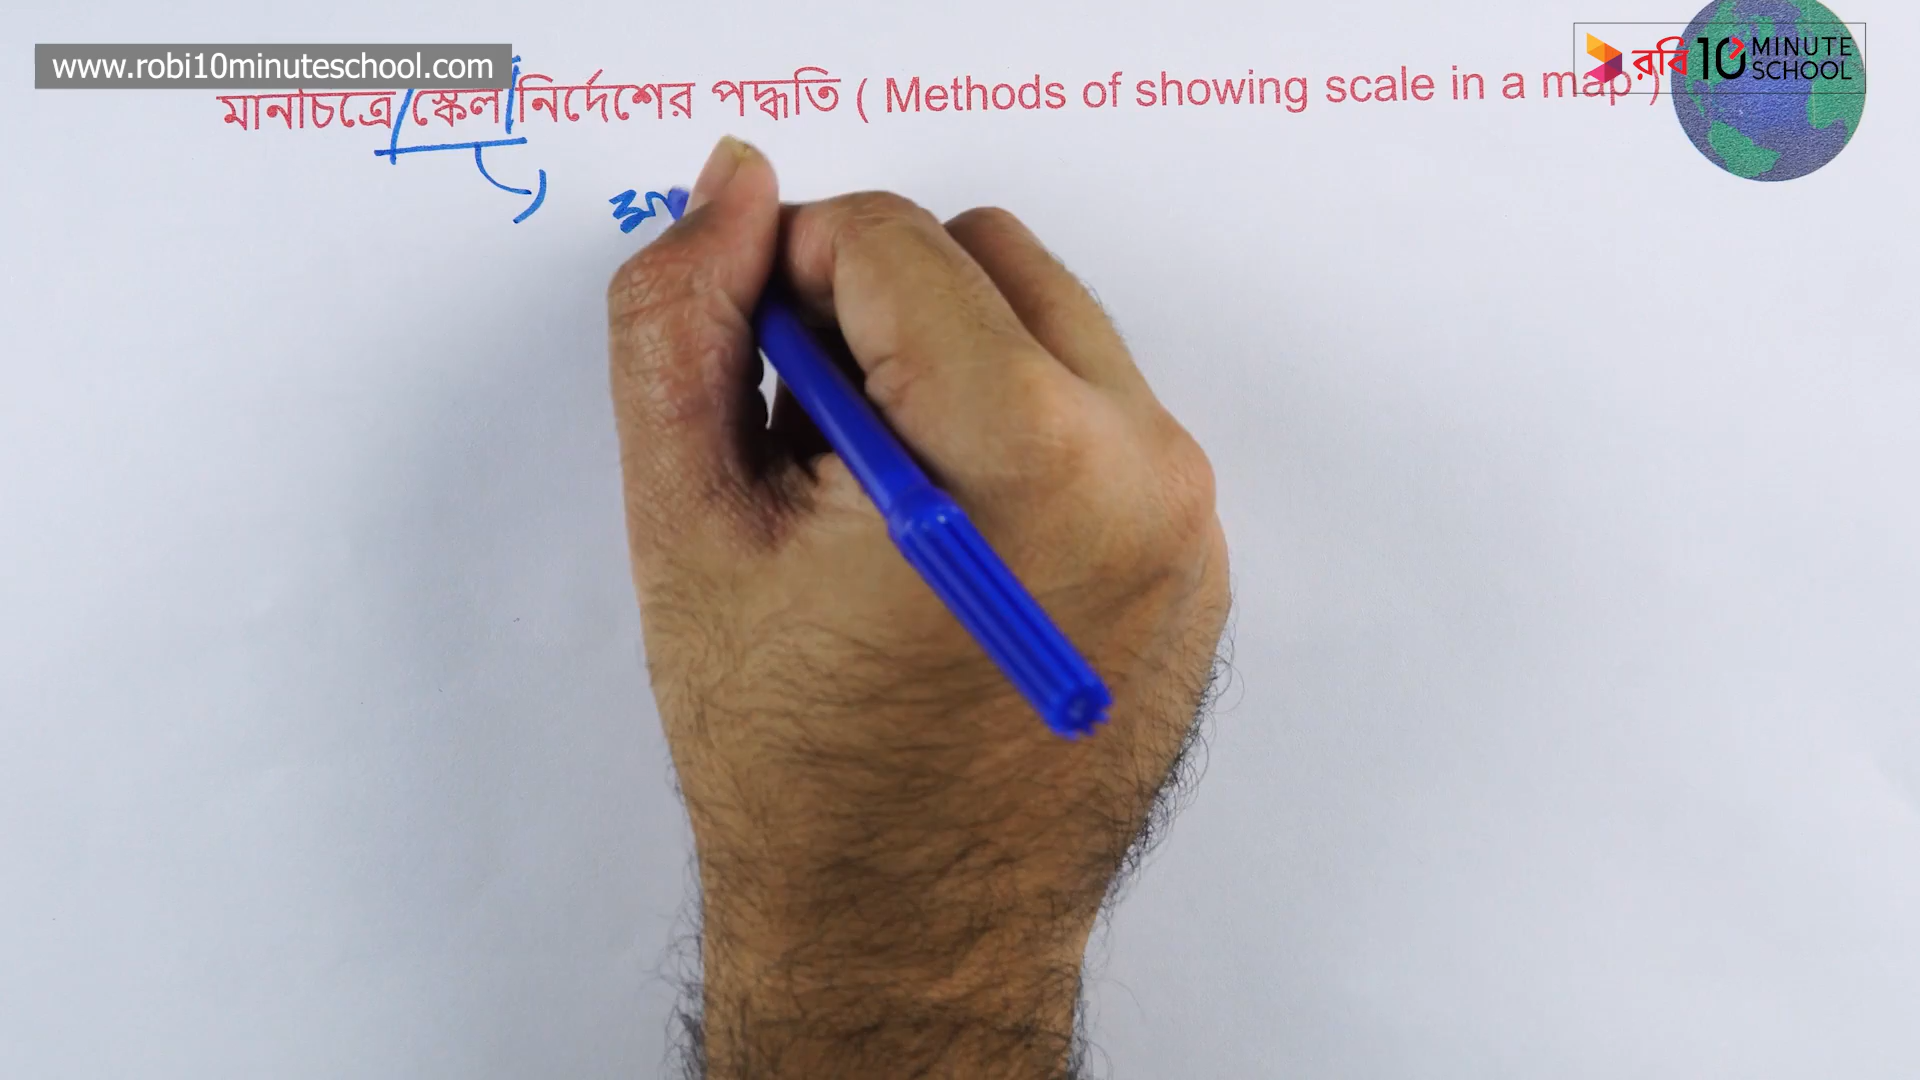 www.robi10minuteschool.com
রবি 10 MINUTE SCHOOL
মানচিত্রে স্কেল নির্দেশের পদ্ধতি ( Methods of showing scale in a map )